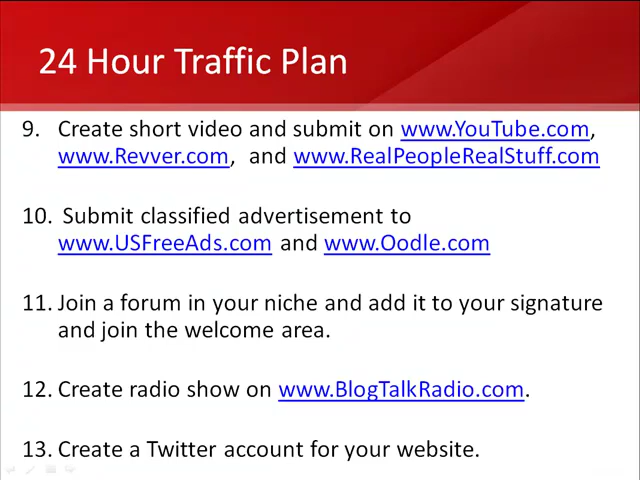 24 Hour Traffic Plan
9. Create short video and submit on www.YouTube.com,
www.Revver.com, and www.RealPeopleRealStuff.com
10. Submit classified advertisement to
www.USFreeAds.com and www.Oodle.com
11. Join a forum in your niche and add it to your signature
and join the welcome area.
12. Create radio show on www.BlogTalkRadio.com.
13. Create a Twitter account for your website.